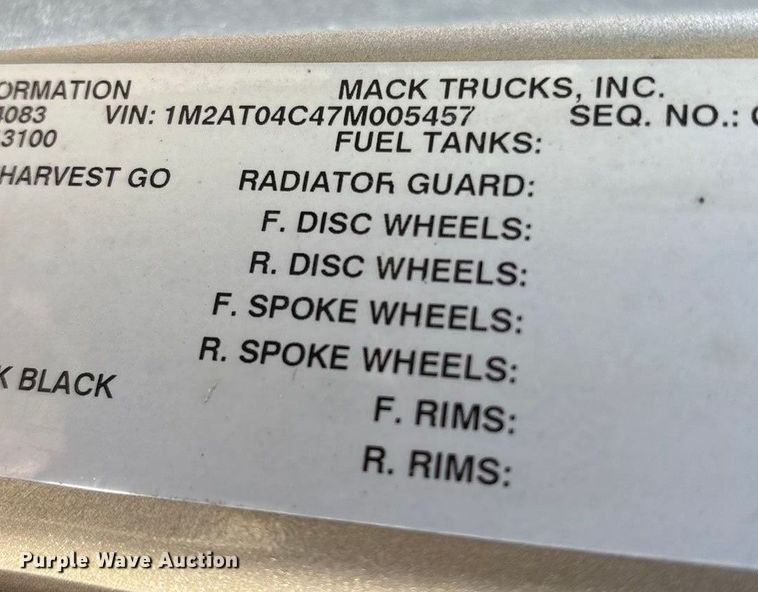 ORMATION MACK TRUCKS, INC.
4083 VIN: 1M2AT04C47M005457 SEQ. NO.:
3100 FUEL TANKS:
HARVEST GO RADIATOR GUARD:
F. DISC WHEELS:
R. DISC WHEELS:
F. SPOKE WHEELS:
R. SPOKE WHEELS:
K BLACK
F. RIMS:
R. RIMS:
Purple Wave Auction